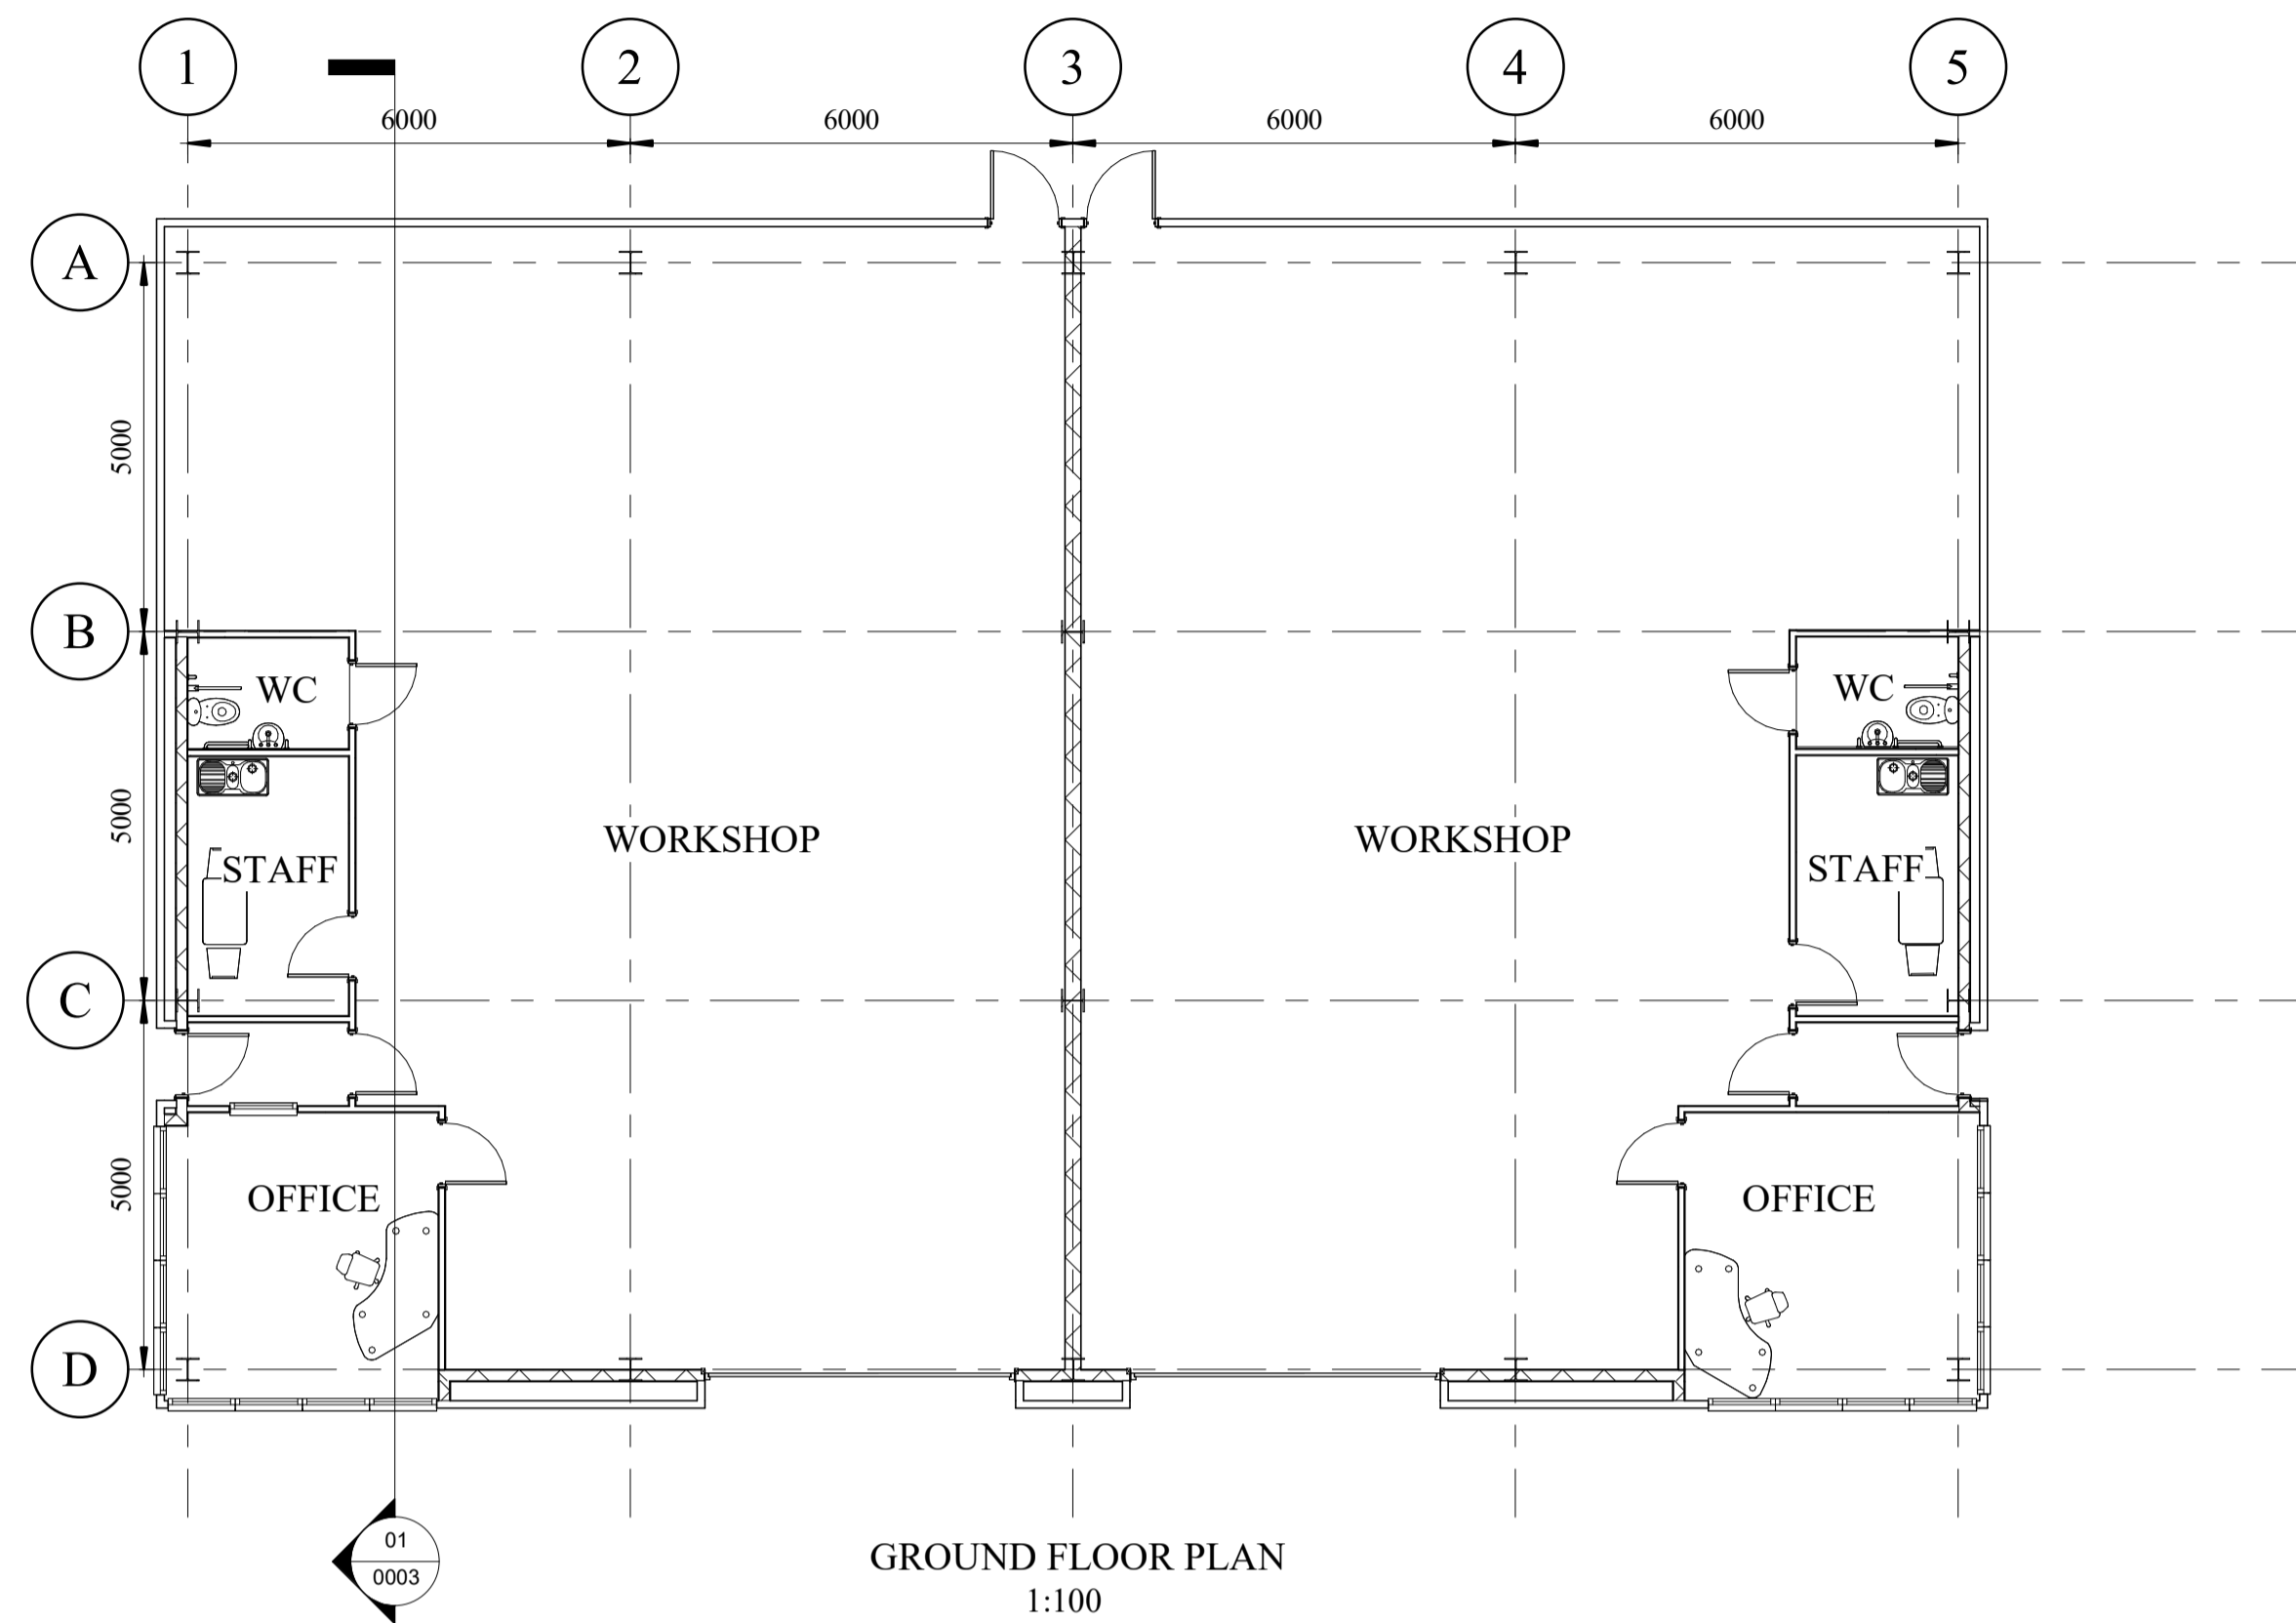 1 2 3 4 5
6000 6000 6000 6000
A
5000
B
WC WC
5000
WORKSHOP WORKSHOP
STAFF STAFF
C
5000
OFFICE OFFICE
D
01
0003
GROUND FLOOR PLAN
1:100